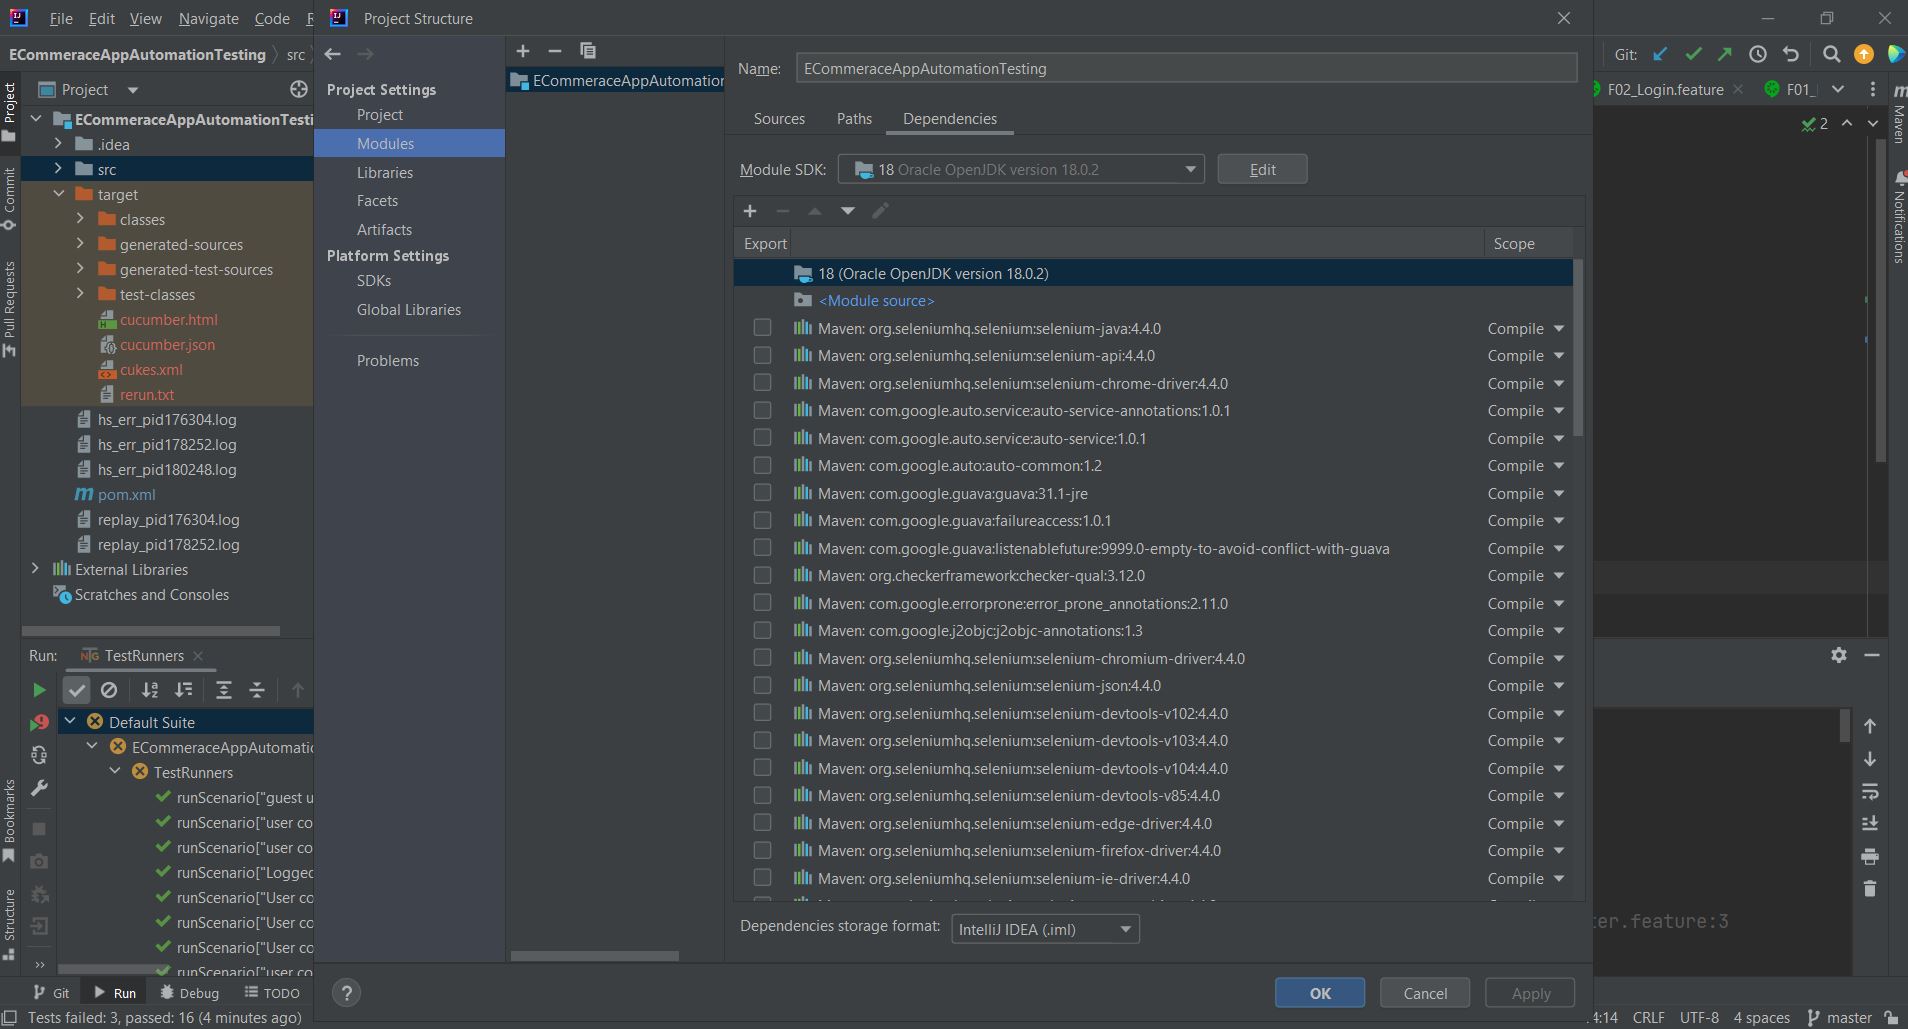 File Edit View Navigate Code
Project Structure
ECommeraceAppAutomationTesting
src
Git:
Project
ECommeraceAppAutomationTesti
.idea
src
target
classes
generated-sources
generated-test-sources
test-classes
cucumber.html
cucumber.json
cukes.xml
rerun.txt
hs_err_pid176304.log
hs_err_pid178252.log
hs_err_pid180248.log
pom.xml
replay_pid176304.log
replay_pid178252.log
External Libraries
Scratches and Consoles
Project
Commit
Pull Requests
Bookmarks
Structure
Project Settings
Project
Modules
Libraries
Facets
Artifacts
Platform Settings
SDKs
Global Libraries
Problems
ECommeraceAppAutomation
Name: ECommeraceAppAutomationTesting
Sources Paths Dependencies
Module SDK: 18 Oracle OpenJDK version 18.0.2 Edit
Export Scope
18 (Oracle OpenJDK version 18.0.2)
<Module source>
Maven: org.seleniumhq.selenium:selenium-java:4.4.0 Compile
Maven: org.seleniumhq.selenium:selenium-api:4.4.0 Compile
Maven: org.seleniumhq.selenium:selenium-chrome-driver:4.4.0 Compile
Maven: com.google.auto.service:auto-service-annotations:1.0.1 Compile
Maven: com.google.auto.service:auto-service:1.0.1 Compile
Maven: com.google.auto:auto-common:1.2 Compile
Maven: com.google.guava:guava:31.1-jre Compile
Maven: com.google.guava:failureaccess:1.0.1 Compile
Maven: com.google.guava:listenablefuture:9999.0-empty-to-avoid-conflict-with-guava Compile
Maven: org.checkerframework:checker-qual:3.12.0 Compile
Maven: com.google.errorprone:error_prone_annotations:2.11.0 Compile
Maven: com.google.j2objc:j2objc-annotations:1.3 Compile
Maven: org.seleniumhq.selenium:selenium-chromium-driver:4.4.0 Compile
Maven: org.seleniumhq.selenium:selenium-json:4.4.0 Compile
Maven: org.seleniumhq.selenium:selenium-devtools-v102:4.4.0 Compile
Maven: org.seleniumhq.selenium:selenium-devtools-v103:4.4.0 Compile
Maven: org.seleniumhq.selenium:selenium-devtools-v104:4.4.0 Compile
Maven: org.seleniumhq.selenium:selenium-devtools-v85:4.4.0 Compile
Maven: org.seleniumhq.selenium:selenium-edge-driver:4.4.0 Compile
Maven: org.seleniumhq.selenium:selenium-firefox-driver:4.4.0 Compile
Maven: org.seleniumhq.selenium:selenium-ie-driver:4.4.0 Compile
Dependencies storage format: IntelliJ IDEA (.iml)
? OK Cancel Apply
F02_Login.feature F01_
2
Maven
Notifications
Run: TestRunners
Default Suite
ECommeraceAppAutomatic
TestRunners
runScenario["guest u
runScenario["user co
runScenario["user co
runScenario["Logged
runScenario["User co
runScenario["User co
runScenario["User co
runScenario["user co
ter.feature:3
Git Run Debug TODO
Tests failed: 3, passed: 16 (4 minutes ago)
4:14 CRLF UTF-8 4 spaces master